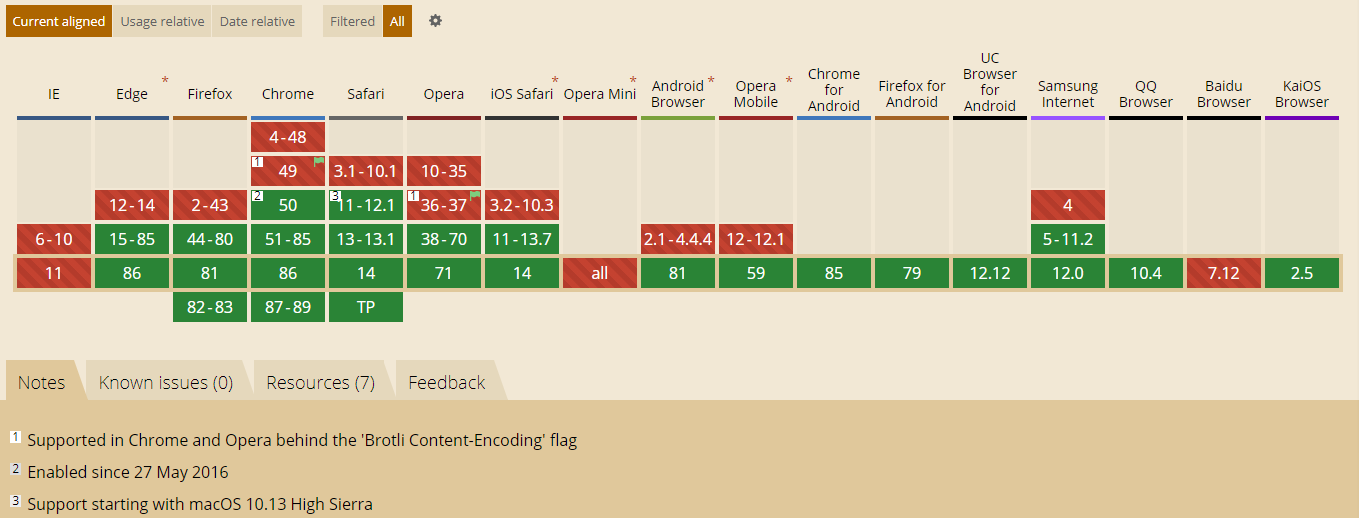 Current aligned Usage relative Date relative Filtered All
IE Edge * Firefox Chrome Safari Opera iOS Safari * Opera Mini * Android Browser * Opera Mobile * Chrome for Android Firefox for Android UC Browser for Android Samsung Internet QQ Browser Baidu Browser KaiOS Browser
4-48
1 49 3.1-10.1 10-35
12-14 2-43 2 50 3 11-12.1 1 36-37 3.2-10.3 4
6-10 15-85 44-80 51-85 13-13.1 38-70 11-13.7 2.1-4.4.4 12-12.1 5-11.2
11 86 81 86 14 71 14 all 81 59 85 79 12.12 12.0 10.4 7.12 2.5
82-83 87-89 TP
Notes Known issues (0) Resources (7) Feedback
1 Supported in Chrome and Opera behind the 'Brotli Content-Encoding' flag
2 Enabled since 27 May 2016
3 Support starting with macOS 10.13 High Sierra